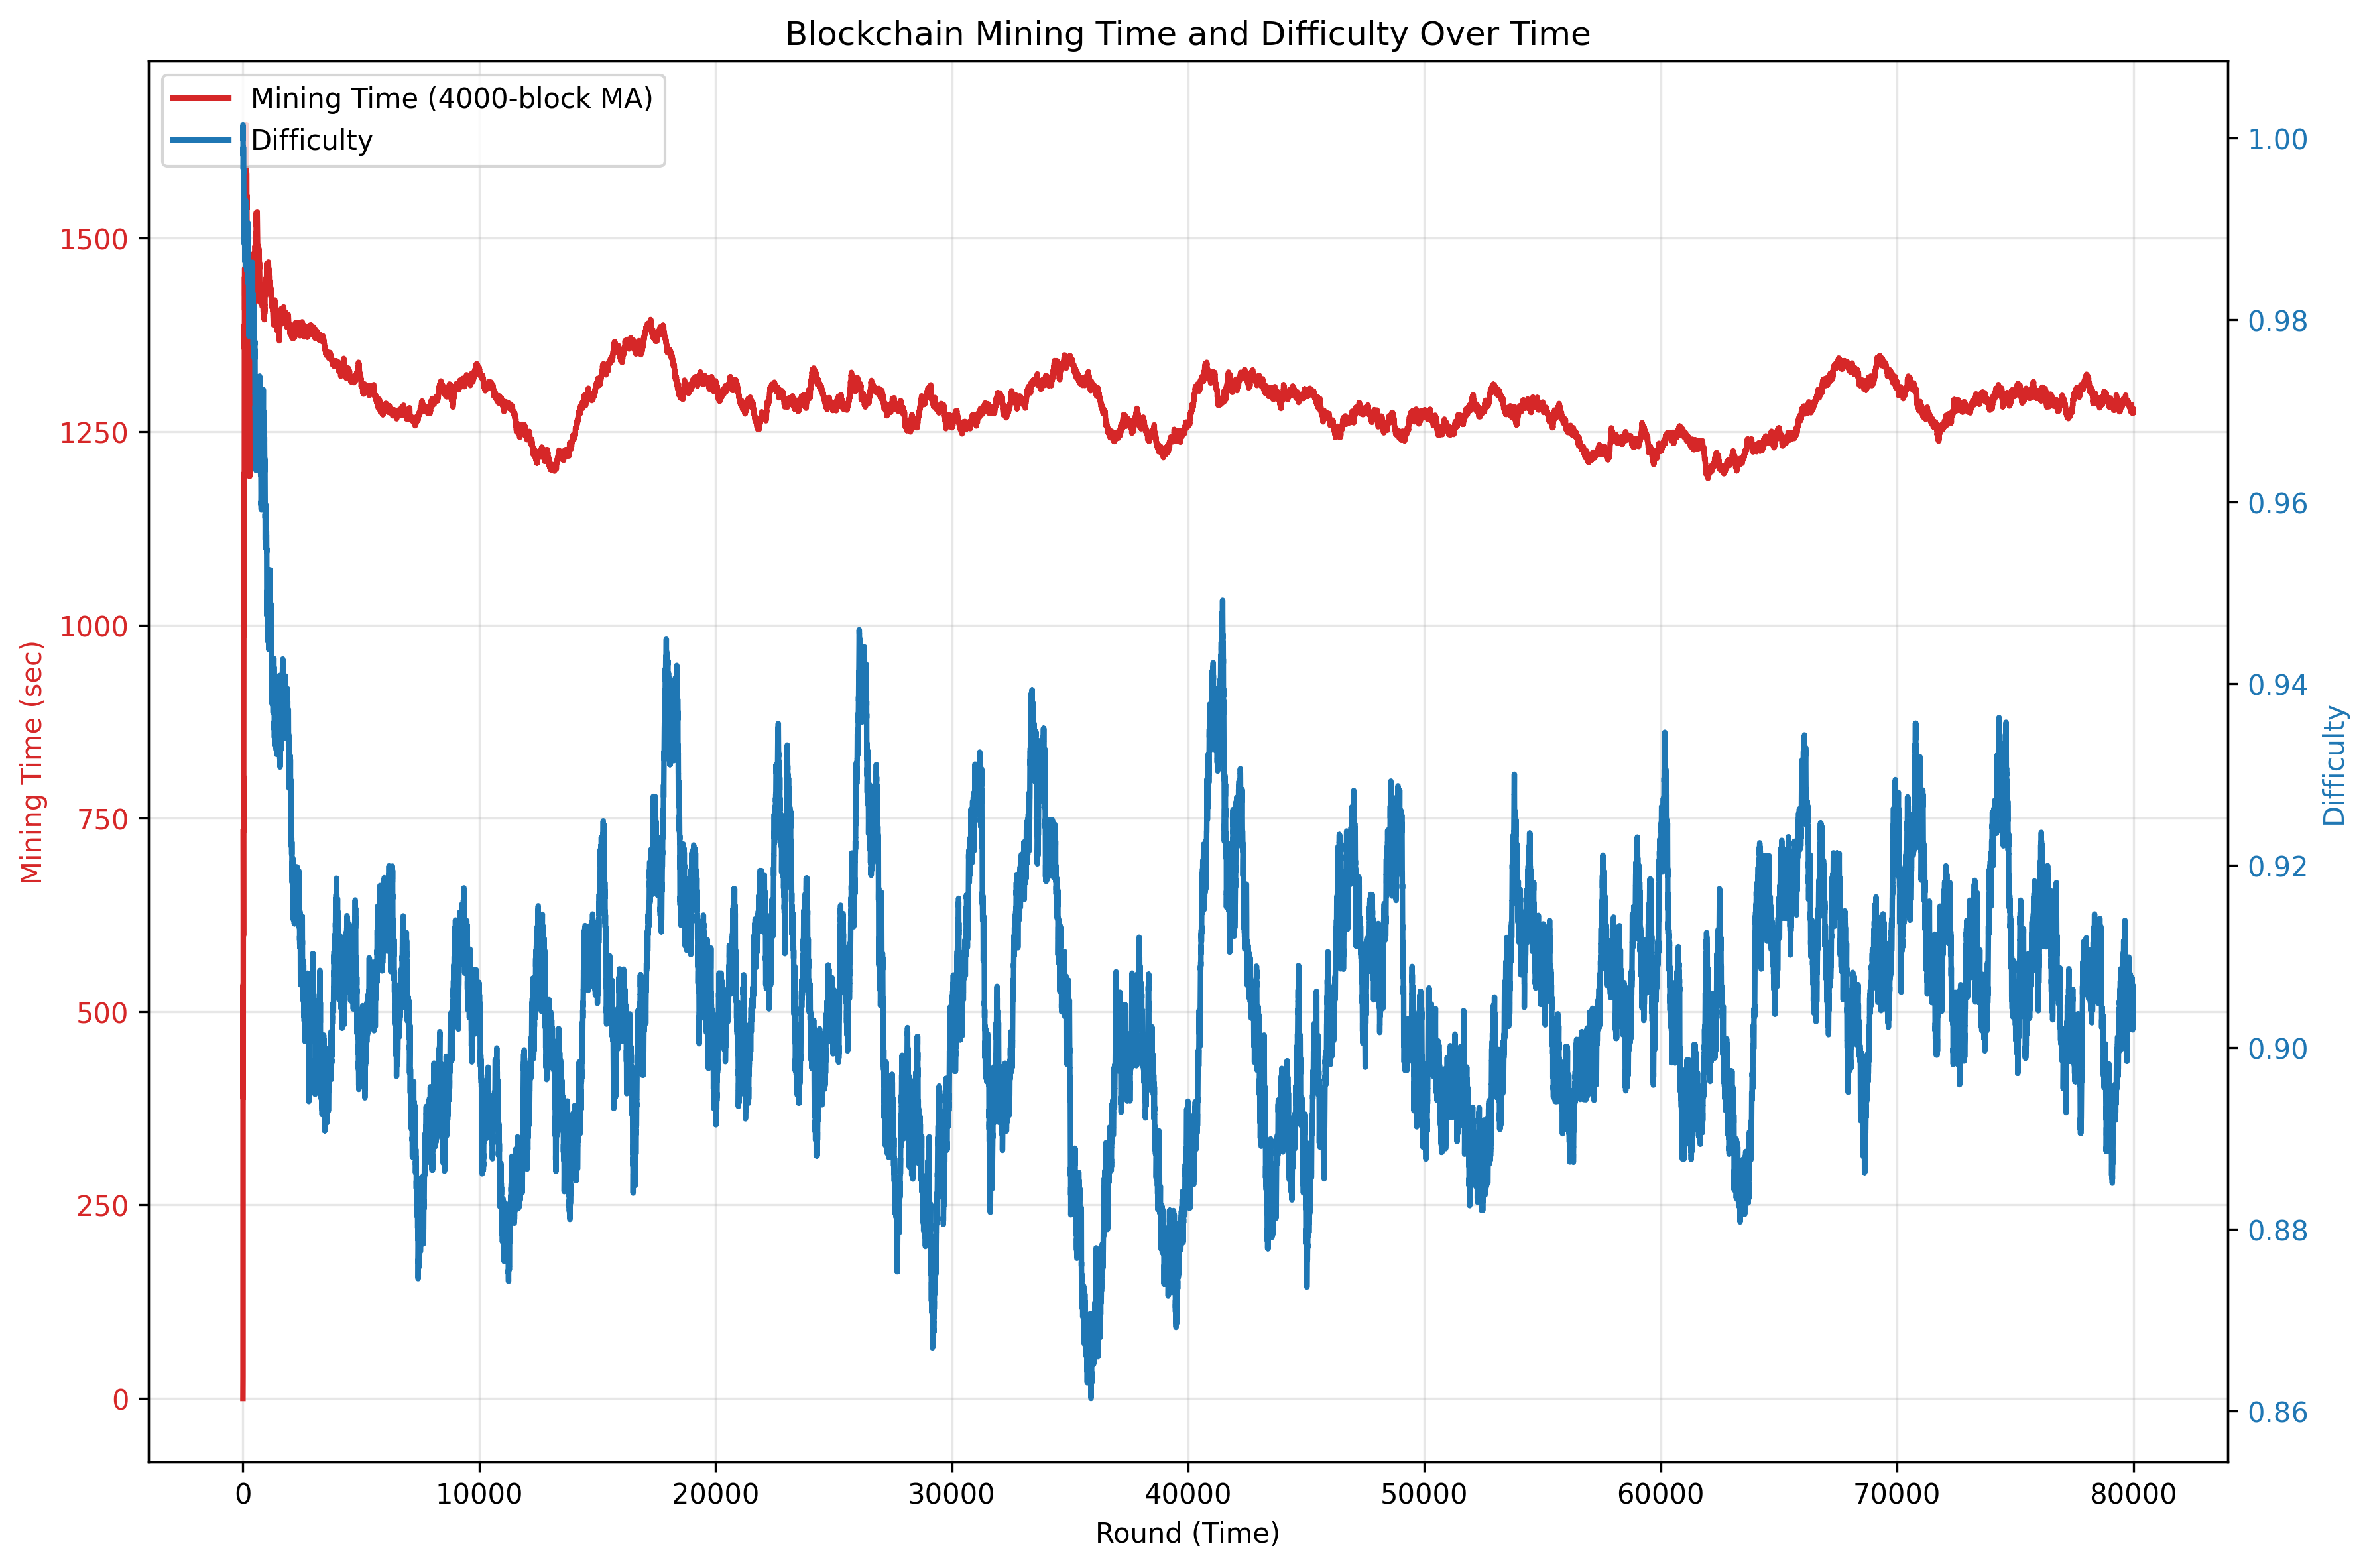 Blockchain Mining Time and Difficulty Over Time
Mining Time (4000-block MA)
Difficulty
1500
1250
1000
750
500
250
0
Mining Time (sec)
1.00
0.98
0.96
0.94
0.92
0.90
0.88
0.86
Difficulty
0 10000 20000 30000 40000 50000 60000 70000 80000
Round (Time)